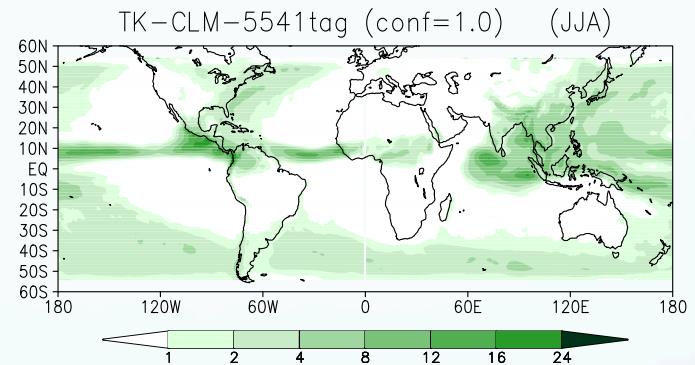 TK-CLM-5541tag (conf=1.0) (JJA)
60N
50N
40N
30N
20N
10N
EQ
10S
20S
30S
40S
50S
60S
180 120W 60W 0 60E 120E 180
1 2 4 8 12 16 24